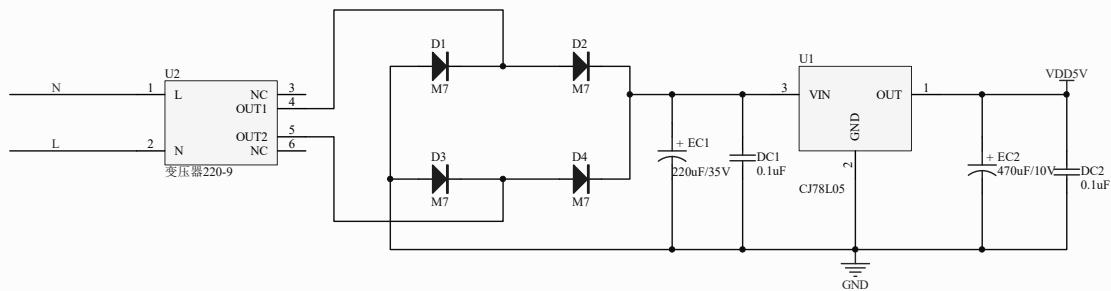 N
L
U2
1
2
L
N
NC
OUT1
OUT2
NC
3
4
5
6
变压器220-9
D1
M7
D2
M7
D3
M7
D4
M7
+ EC1
220uF/35V
DC1
0.1uF
U1
3
VIN
OUT
1
GND
2
CJ78L05
GND
VDD5V
+ EC2
470uF/10V
DC2
0.1uF